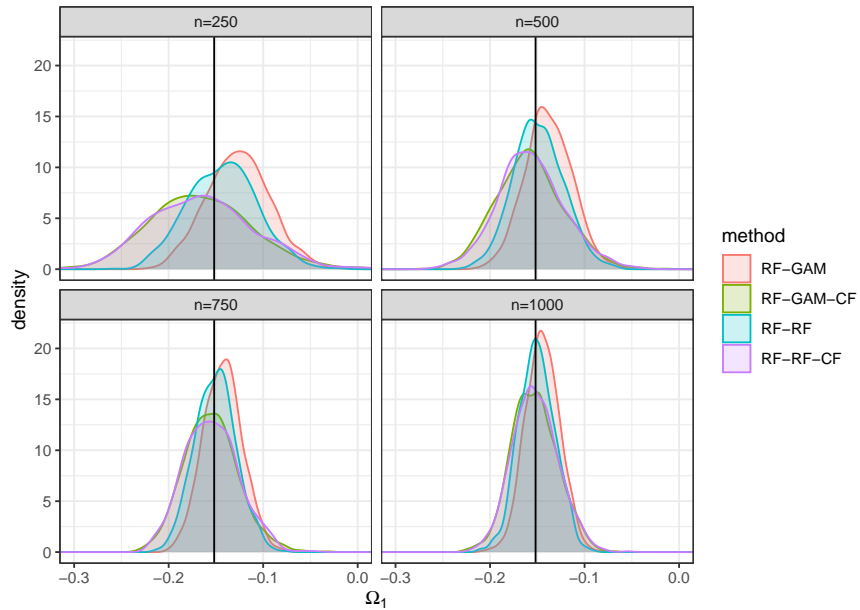 n=250
n=500
20
15
10
5
0
n=750
n=1000
20
15
10
5
0
−0.3
−0.2
−0.1
0.0
−0.3
−0.2
−0.1
0.0
density
Ω1
method
RF−GAM
RF−GAM−CF
RF−RF
RF−RF−CF